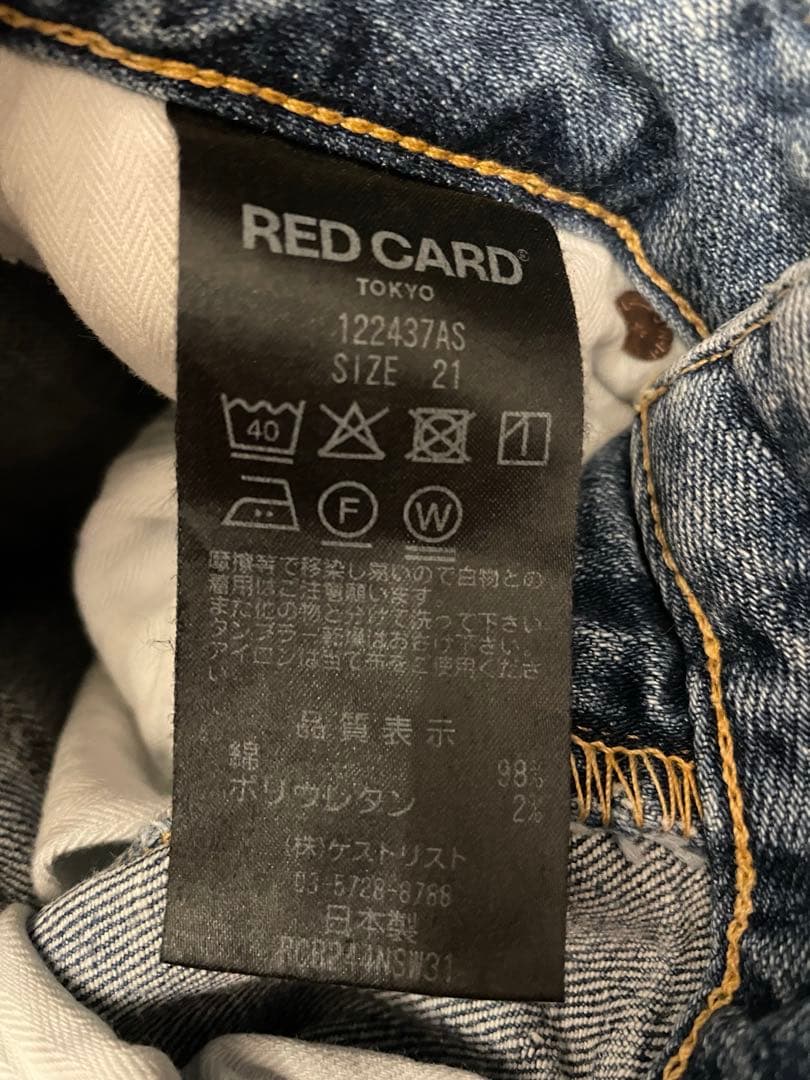 RED CARD®
TOKYO
122437AS
SIZE 21
40
F W
摩擦等で移染し易いので白物との
着用はご注意願います。
また他の物と分けて洗って下さい
タンブラー乾燥はおさけ下さい。
アイロンは当て布をご使用くださ
い
品質表示
綿 98%
ポリウレタン 2%
(株)ゲストリスト
03-5728-8788
日本製
RCR244NSW31